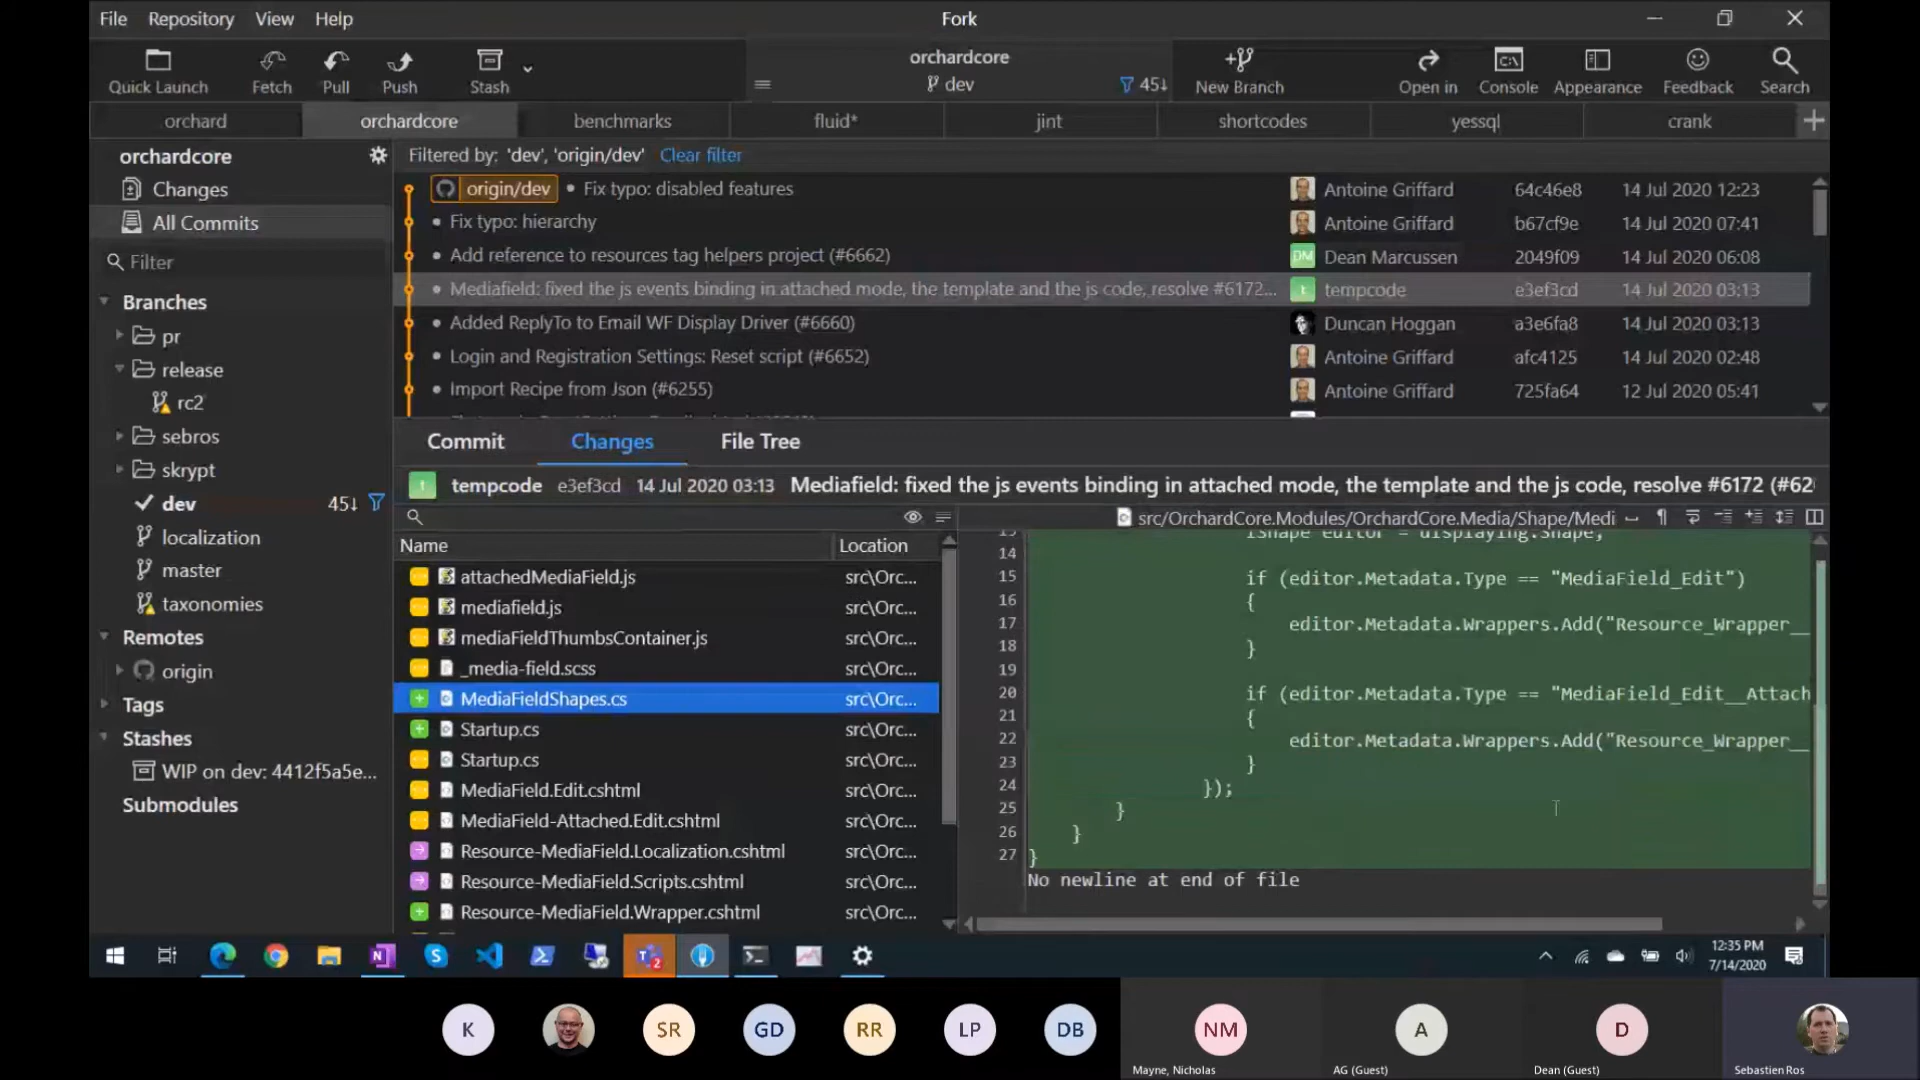 File Repository View Help
Fork
Quick Launch Fetch Pull Push Stash
orchardcore
dev 45↓
New Branch Open in Console Appearance Feedback Search
orchard orchardcore benchmarks fluid* jint shortcodes yessql crank
orchardcore
Changes
All Commits
Filter
Branches
pr
release
rc2
sebros
skrypt
dev 45↓
localization
master
taxonomies
Remotes
origin
Tags
Stashes
WIP on dev: 4412f5a5e...
Submodules
Filtered by: 'dev', 'origin/dev' Clear filter
origin/dev Fix typo: disabled features Antoine Griffard 64c46e8 14 Jul 2020 12:23
Fix typo: hierarchy Antoine Griffard b67cf9e 14 Jul 2020 07:41
Add reference to resources tag helpers project (#6662) DM Dean Marcussen 2049f09 14 Jul 2020 06:08
Mediafield: fixed the js events binding in attached mode, the template and the js code, resolve #6172... t tempcode e3ef3cd 14 Jul 2020 03:13
Added ReplyTo to Email WF Display Driver (#6660) Duncan Hoggan a3e6fa8 14 Jul 2020 03:13
Login and Registration Settings: Reset script (#6652) Antoine Griffard afc4125 14 Jul 2020 02:48
Import Recipe from Json (#6255) Antoine Griffard 725fa64 12 Jul 2020 05:41
Commit Changes File Tree
t tempcode e3ef3cd 14 Jul 2020 03:13 Mediafield: fixed the js events binding in attached mode, the template and the js code, resolve #6172 (#62
Name Location
attachedMediaField.js src\Orc...
mediafield.js src\Orc...
mediaFieldThumbsContainer.js src\Orc...
_media-field.scss src\Orc...
MediaFieldShapes.cs src\Orc...
Startup.cs src\Orc...
Startup.cs src\Orc...
MediaField.Edit.cshtml src\Orc...
MediaField-Attached.Edit.cshtml src\Orc...
Resource-MediaField.Localization.cshtml src\Orc...
Resource-MediaField.Scripts.cshtml src\Orc...
Resource-MediaField.Wrapper.cshtml src\Orc...
src/OrchardCore.Modules/OrchardCore.Media/Shape/Medi
13 IShape editor = displaying.Shape;
14
15 if (editor.Metadata.Type == "MediaField_Edit")
16 {
17 editor.Metadata.Wrappers.Add("Resource_Wrapper__
18 }
19
20 if (editor.Metadata.Type == "MediaField_Edit__Attach
21 {
22 editor.Metadata.Wrappers.Add("Resource_Wrapper__
23 }
24 });
25 }
26 }
27 }
No newline at end of file
12:35 PM
7/14/2020
K SR GD RR LP DB NM A D
Mayne, Nicholas AG (Guest) Dean (Guest) Sebastien Ros